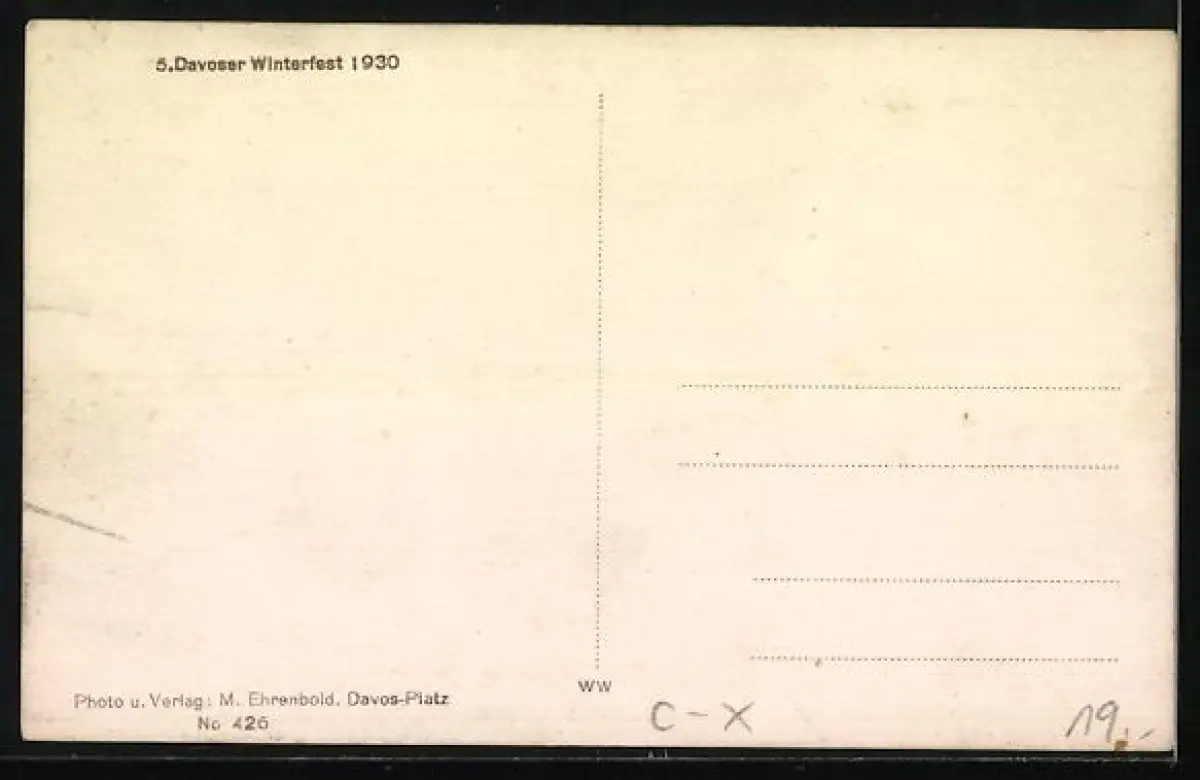 5.Davoser Winterfest 1930
WW
Photo u. Verlag: M. Ehrenbold, Davos-Platz
No 426
C-X
19.-